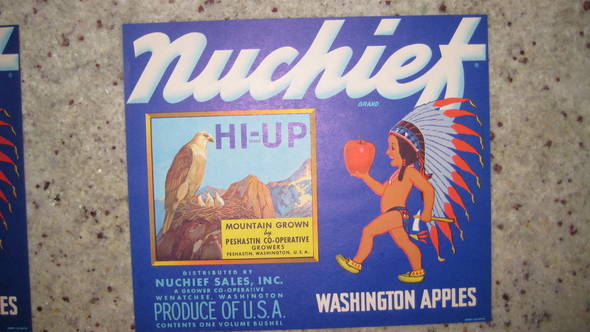 Nuchief
BRAND
HI-UP
MOUNTAIN GROWN
by
PESHASTIN CO-OPERATIVE
GROWERS
PESHASTIN, WASHINGTON, U.S.A.
DISTRIBUTED BY
NUCHIEF SALES, INC.
A GROWER CO-OPERATIVE
WENATCHEE, WASHINGTON
PRODUCE OF U.S.A.
CONTENTS ONE VOLUME BUSHEL
WASHINGTON APPLES
ES